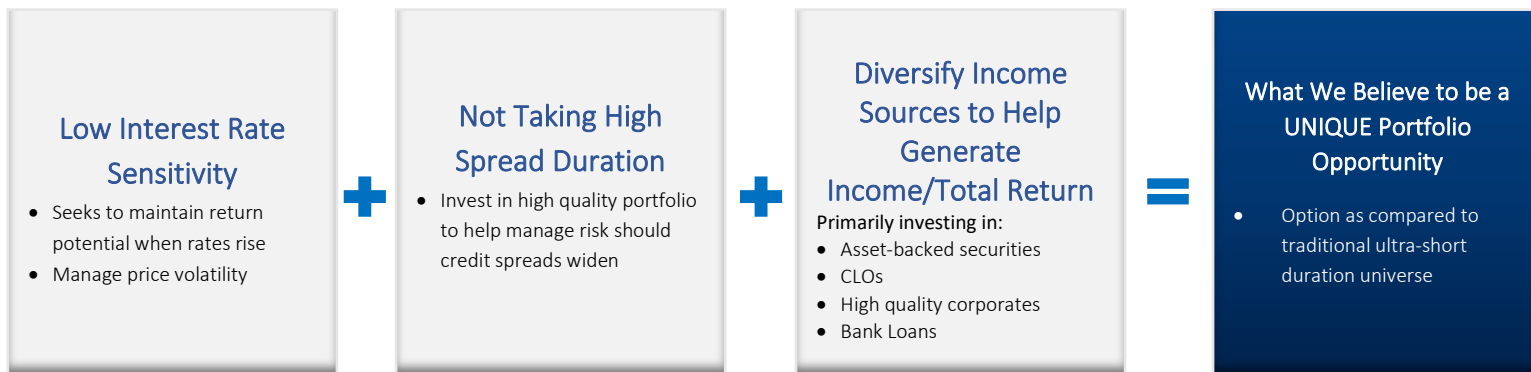 Low Interest Rate
Sensitivity
• Seeks to maintain return
potential when rates rise
• Manage price volatility
Not Taking High
Spread Duration
• Invest in high quality portfolio
to help manage risk should
credit spreads widen
Diversify Income
Sources to Help
Generate
Income/Total Return
Primarily investing in:
• Asset-backed securities
• CLOs
• High quality corporates
• Bank Loans
What We Believe to be a
UNIQUE Portfolio
Opportunity
• Option as compared to
traditional ultra-short
duration universe